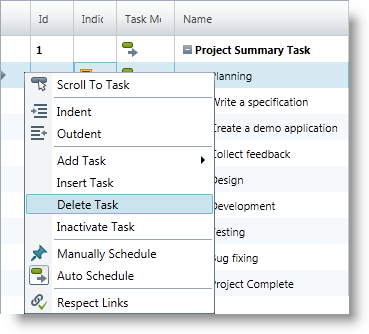 Id Indic Task Mo Name
1 Project Summary Task
Planning
Scroll To Task
Write a specification
Indent
Create a demo application
Outdent
Collect feedback
Add Task
Design
Insert Task
Delete Task
Development
Inactivate Task
Testing
Manually Schedule
Bug fixing
Auto Schedule
Project Complete
Respect Links